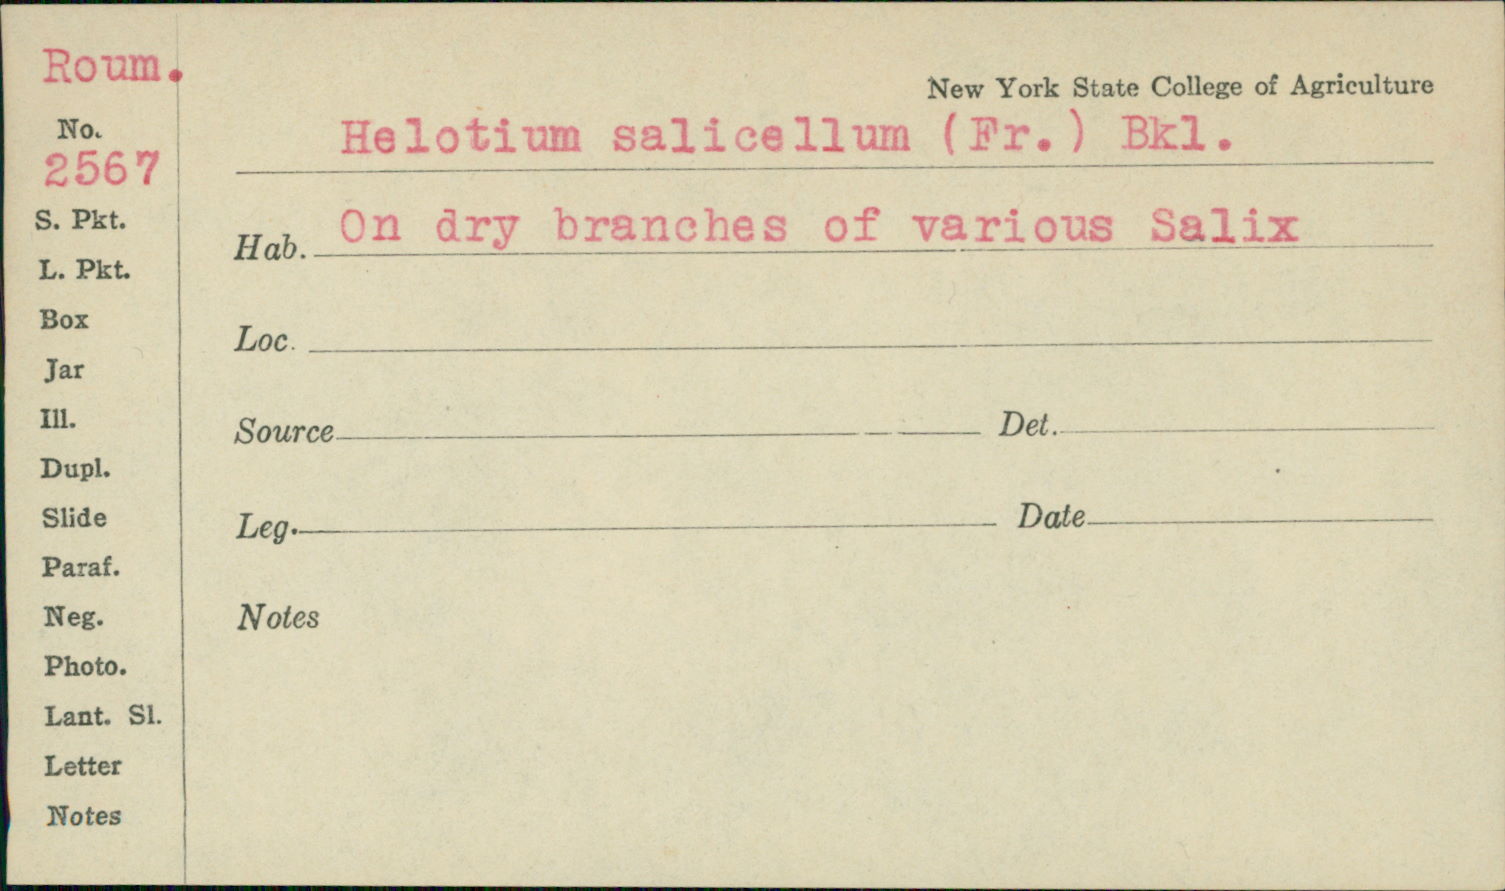 Roum.
New York State College of Agriculture
No.
2567
Helotium salicellum (Fr.) Bkl.
S. Pkt.
Hab. On dry branches of various Salix
L. Pkt.
Box
Loc.
Jar
Ill.
Source Det.
Dupl.
Slide
Leg. Date
Paraf.
Neg.
Notes
Photo.
Lant. Sl.
Letter
Notes